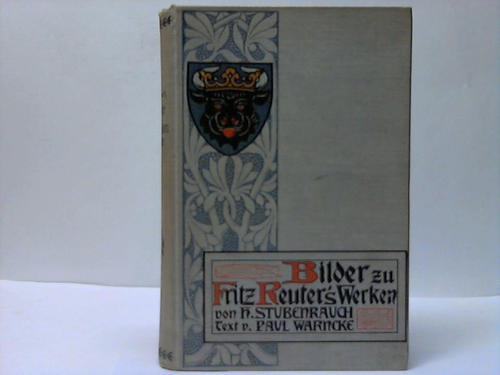 Bilder zu
Fritz Reuter's Werken
von H. STUBENRAUCH
Text v. PAUL WARNCKE